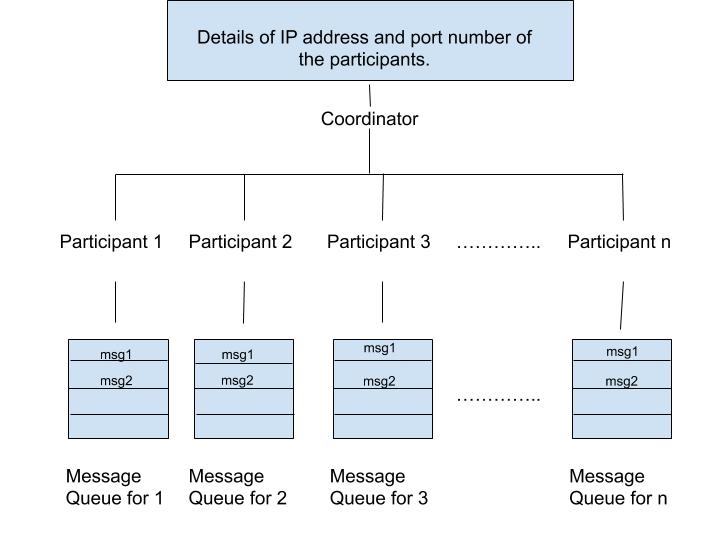 Details of IP address and port number of
the participants.
Coordinator
Participant 1
Participant 2
Participant 3
…………..
Participant n
msg1
msg2
msg1
msg2
msg1
msg2
…………..
msg1
msg2
Message
Queue for 1
Message
Queue for 2
Message
Queue for 3
Message
Queue for n